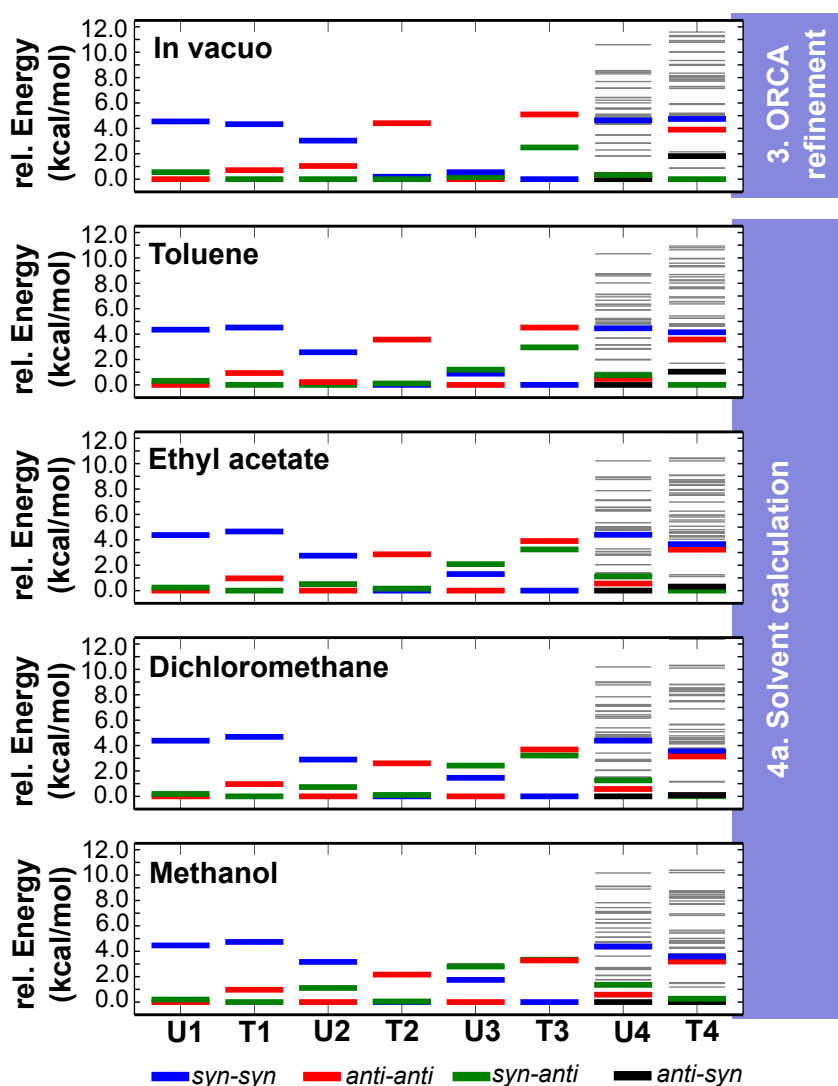 In vacuo
rel. Energy
(kcal/mol)
12.0
10.0
8.0
6.0
4.0
2.0
0.0
3. ORCA
refinement
Toluene
rel. Energy
(kcal/mol)
12.0
10.0
8.0
6.0
4.0
2.0
0.0
Ethyl acetate
rel. Energy
(kcal/mol)
12.0
10.0
8.0
6.0
4.0
2.0
0.0
4a. Solvent calculation
Dichloromethane
rel. Energy
(kcal/mol)
12.0
10.0
8.0
6.0
4.0
2.0
0.0
Methanol
rel. Energy
(kcal/mol)
12.0
10.0
8.0
6.0
4.0
2.0
0.0
U1 T1 U2 T2 U3 T3 U4 T4
syn-syn anti-anti syn-anti anti-syn